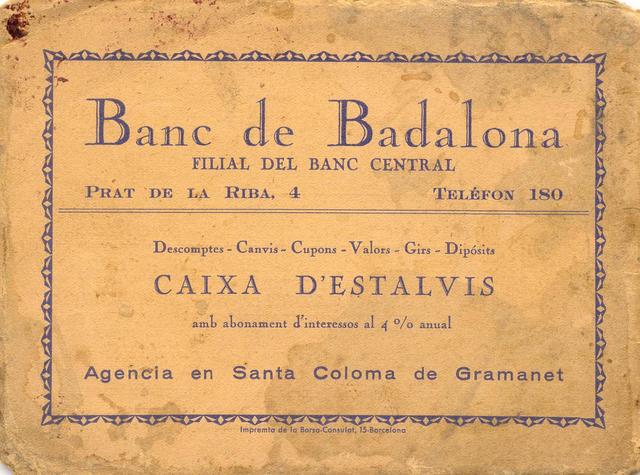 Banc de Badalona
FILIAL DEL BANC CENTRAL
PRAT DE LA RIBA, 4 TELÉFON 180
Descomptes - Canvis - Cupons - Valors - Girs - Dipósits
CAIXA D'ESTALVIS
amb abonament d'interessos al 4 º/o anual
Agencia en Santa Coloma de Gramanet
Impremta de la Borsa-Consulat, 15-Barcelona